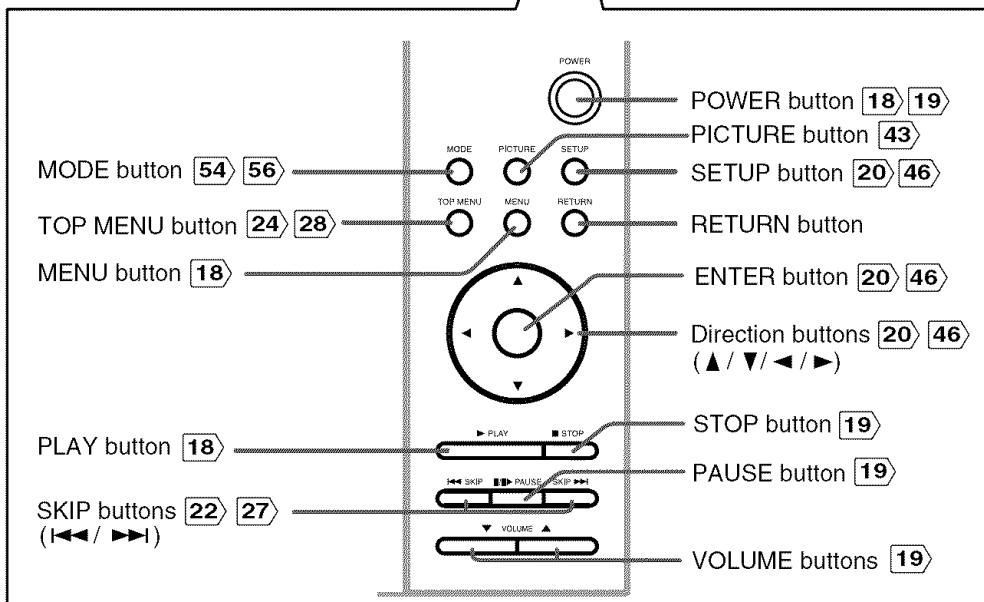 POWER
POWER button 18 19
PICTURE button 43
MODE PICTURE SETUP
MODE button 54 56
SETUP button 20 46
TOP MENU MENU RETURN
TOP MENU button 24 28
RETURN button
MENU button 18
ENTER button 20 46
▲
◄ ►
Direction buttons 20 46
(▲ / ▼ / ◄ / ►)
▼
STOP button 19
► PLAY ■ STOP
PLAY button 18
PAUSE button 19
I◄◄ SKIP II/II► PAUSE SKIP ►►I
SKIP buttons 22 27
(I◄◄ / ►►I)
▼ VOLUME ▲
VOLUME buttons 19